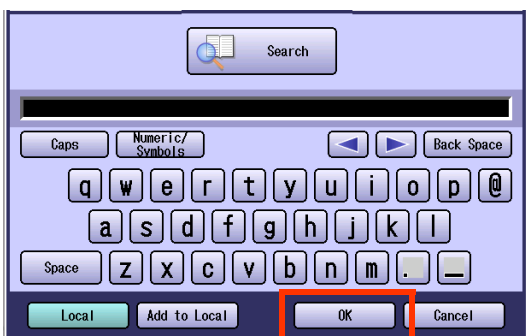 Search
Caps Numeric/ Symbols Back Space
q w e r t y u i o p @
a s d f g h j k l
Space z x c v b n m . _
Local Add to Local OK Cancel